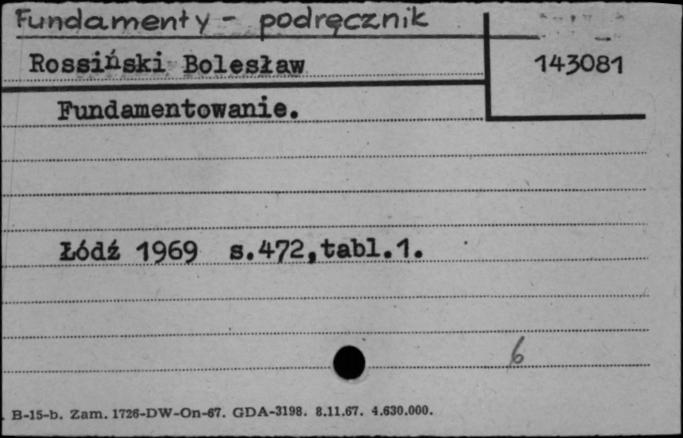 Fundamenty - podręcznik
Rossiński Bolesław 143081
Fundamentowanie.
Łódź 1969 s.472,tabl.1.
6
B-15-b. Zam. 1726-DW-On-67. GDA-3198. 8.11.67. 4.630.000.